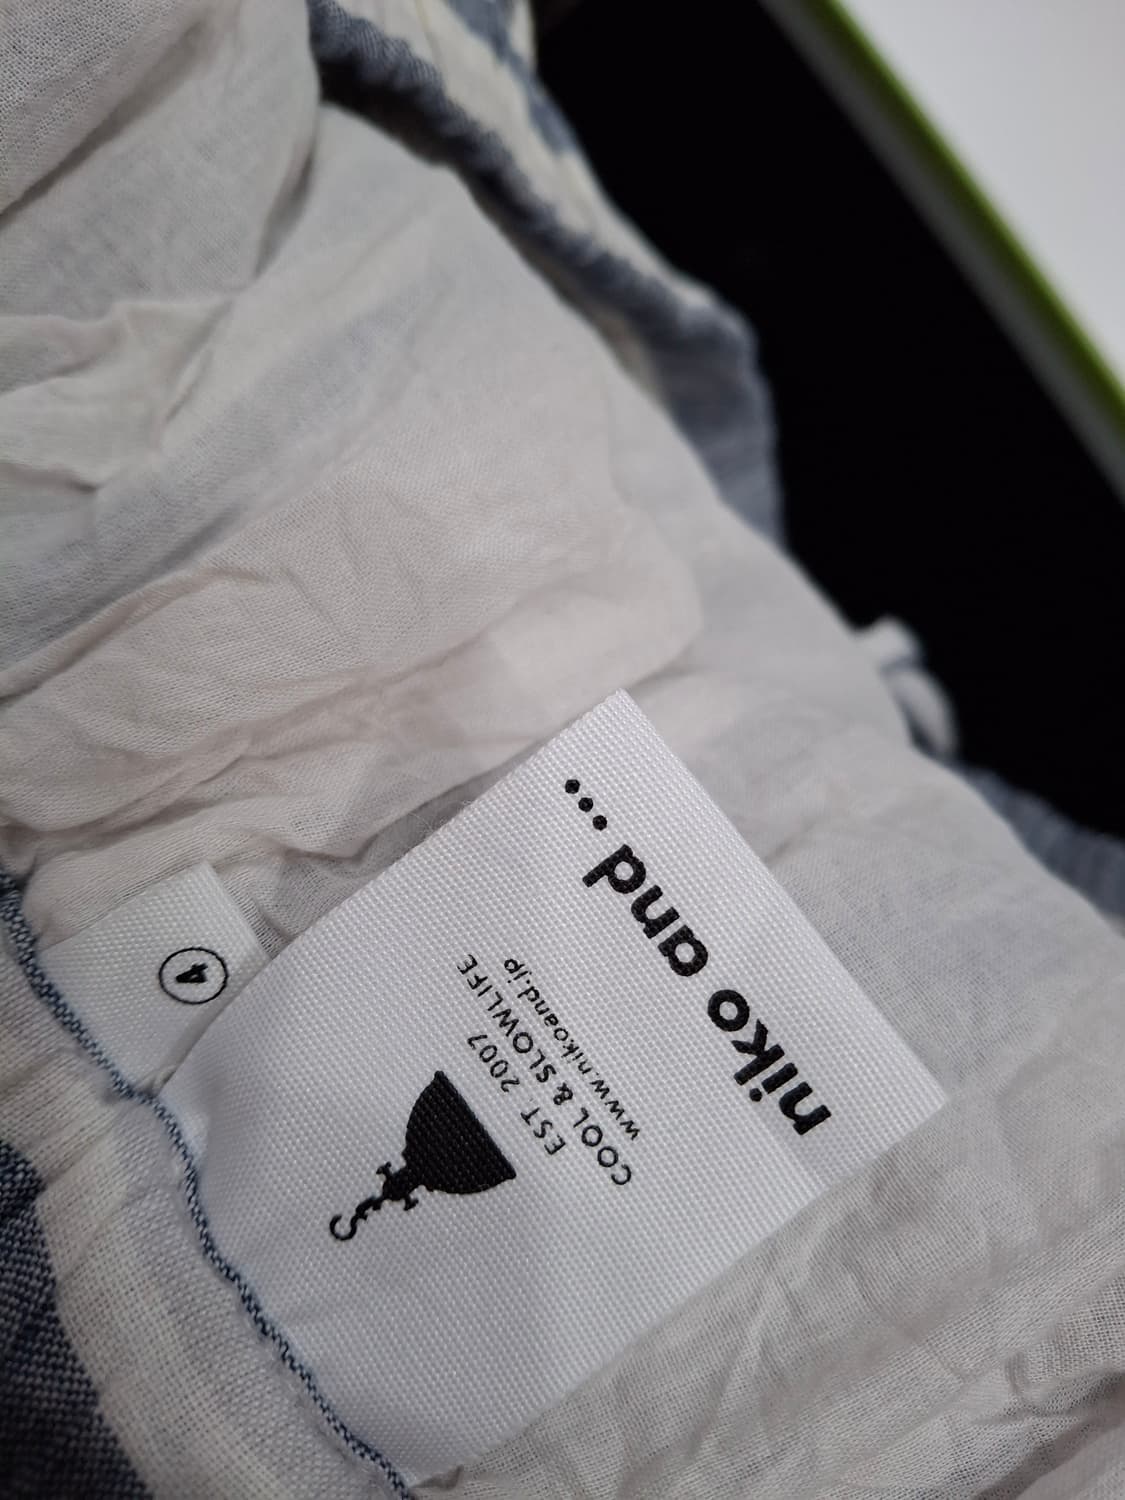 niko and ...
www.nikoand.jp
COOL & SLOWLIFE
EST 2007
4